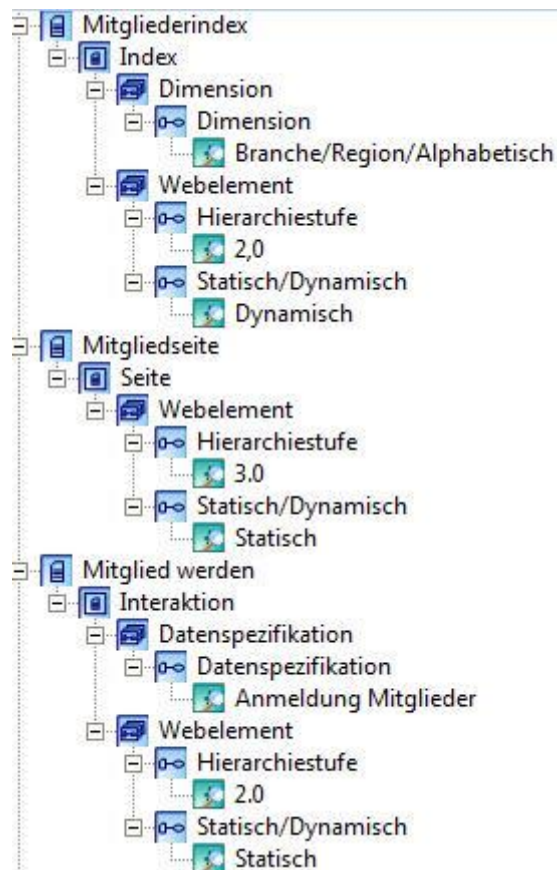 Mitgliederindex
Index
Dimension
Dimension
Branche/Region/Alphabetisch
Webelement
Hierarchiestufe
2,0
Statisch/Dynamisch
Dynamisch
Mitgliedseite
Seite
Webelement
Hierarchiestufe
3.0
Statisch/Dynamisch
Statisch
Mitglied werden
Interaktion
Datenspezifikation
Datenspezifikation
Anmeldung Mitglieder
Webelement
Hierarchiestufe
2.0
Statisch/Dynamisch
Statisch